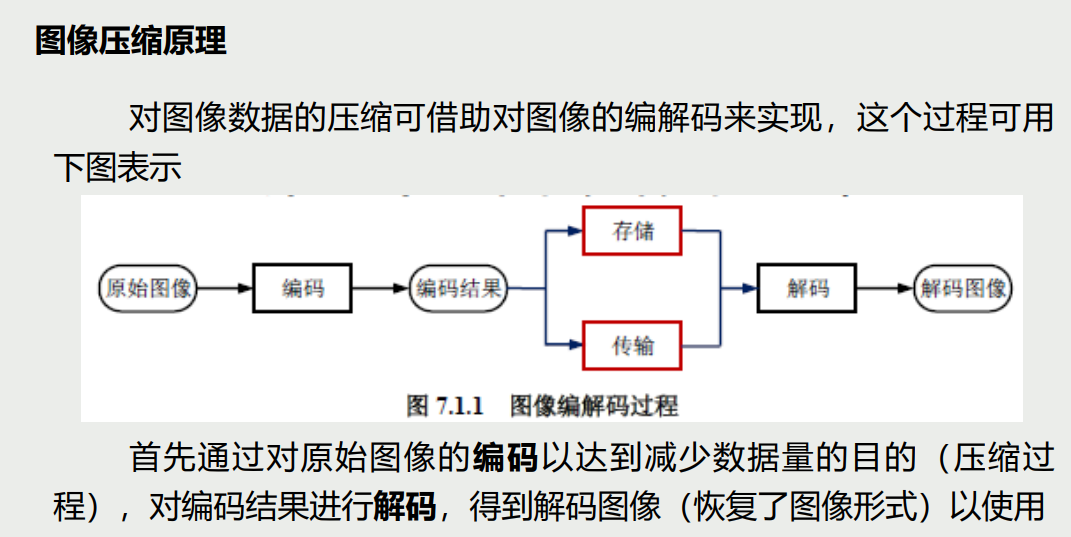 图像压缩原理
对图像数据的压缩可借助对图像的编解码来实现，这个过程可用
下图表示
存储
原始图像 编码 编码结果 解码 解码图像
传输
图 7.1.1 图像编解码过程
首先通过对原始图像的编码以达到减少数据量的目的（压缩过
程），对编码结果进行解码，得到解码图像（恢复了图像形式）以使用